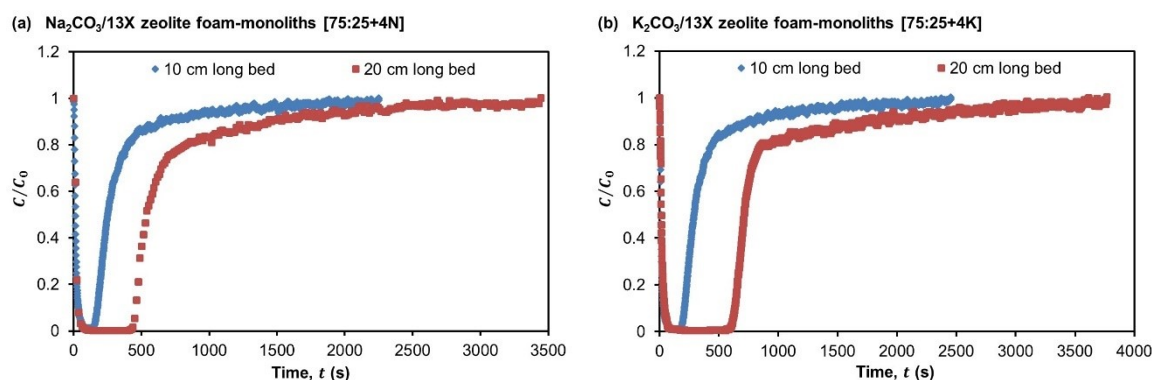 (a) Na₂CO₃/13X zeolite foam-monoliths [75:25+4N]
1.2
1
0.8
0.6
0.4
0.2
0
C/C₀
10 cm long bed
20 cm long bed
0 500 1000 1500 2000 2500 3000 3500
Time, t (s)
(b) K₂CO₃/13X zeolite foam-monoliths [75:25+4K]
1.2
1
0.8
0.6
0.4
0.2
0
C/C₀
10 cm long bed
20 cm long bed
0 500 1000 1500 2000 2500 3000 3500 4000
Time, t (s)